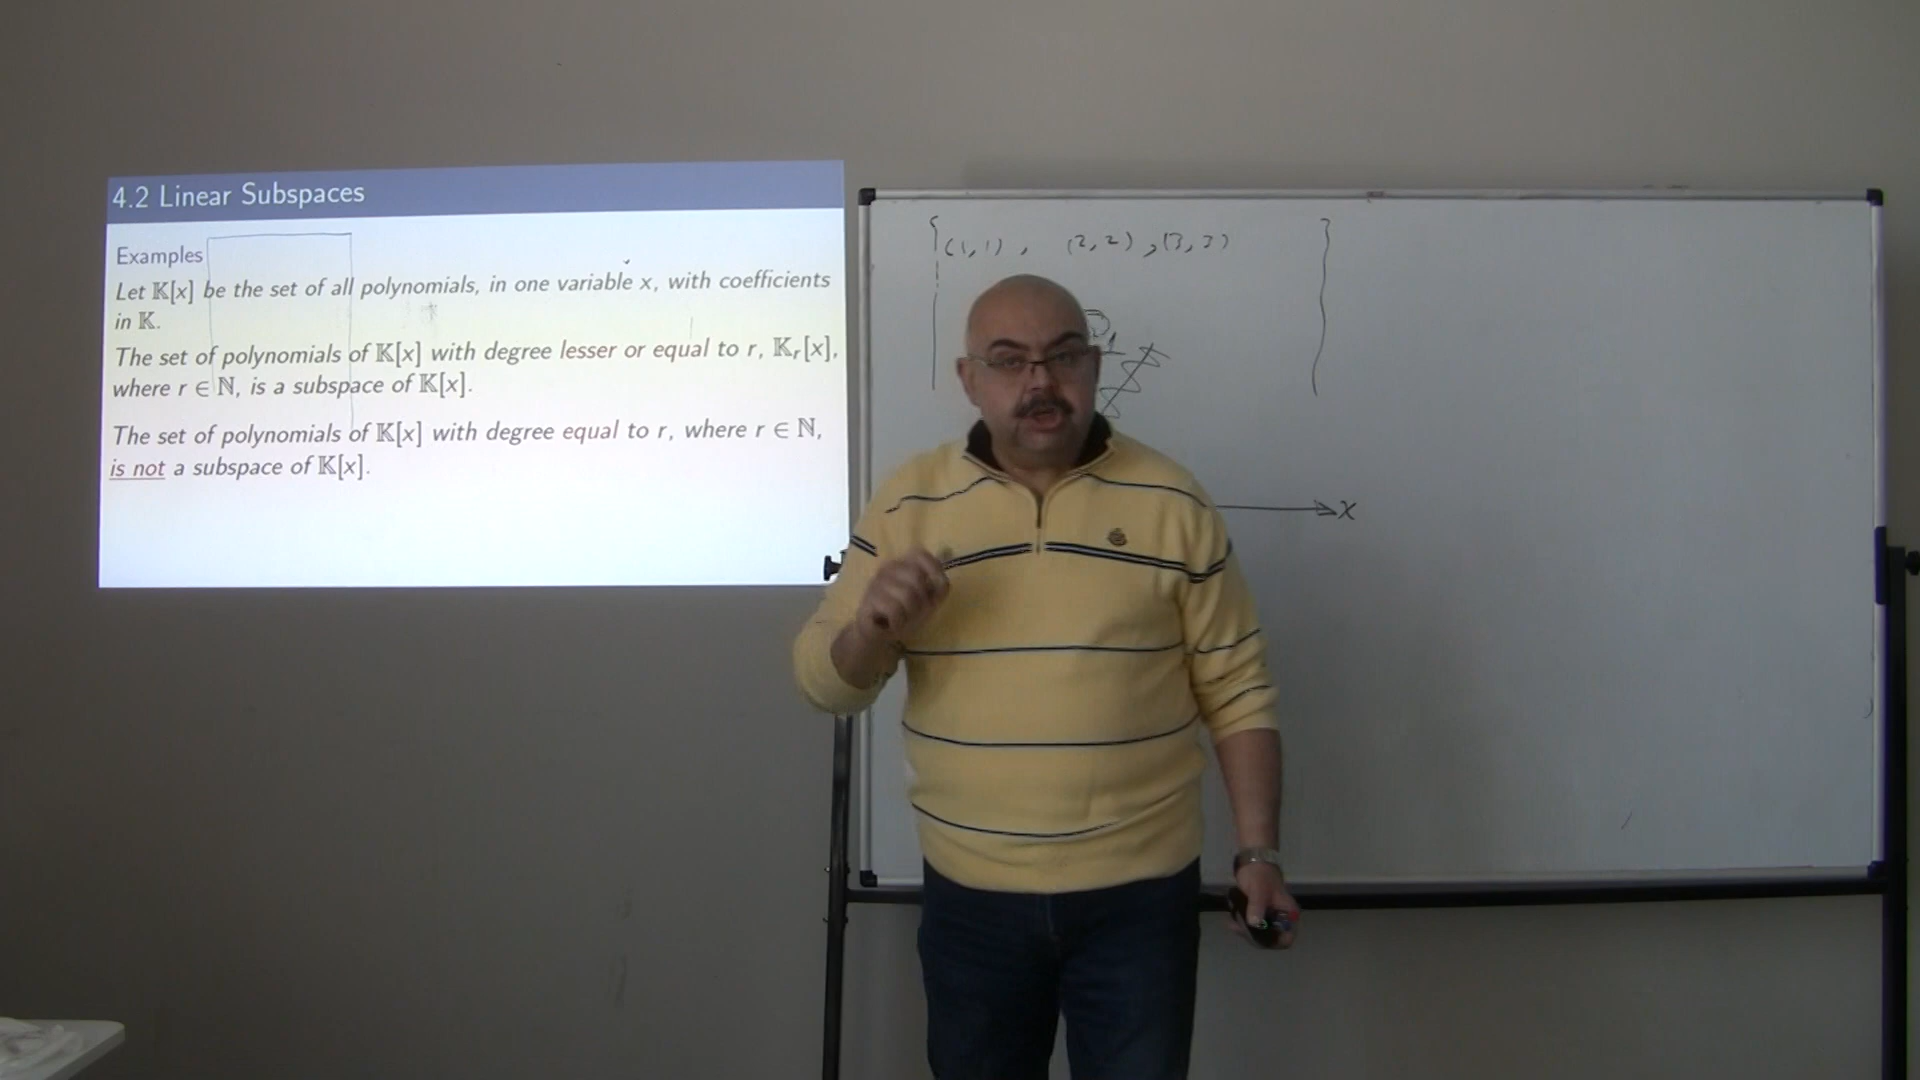 4.2 Linear Subspaces
Examples
Let 𝕂[x] be the set of all polynomials, in one variable x, with coefficients
in 𝕂.
The set of polynomials of 𝕂[x] with degree lesser or equal to r, 𝕂ᵣ[x],
where r ∈ ℕ, is a subspace of 𝕂[x].
The set of polynomials of 𝕂[x] with degree equal to r, where r ∈ ℕ,
is not a subspace of 𝕂[x].
{(1,1), (2,2), (3,3) }
x